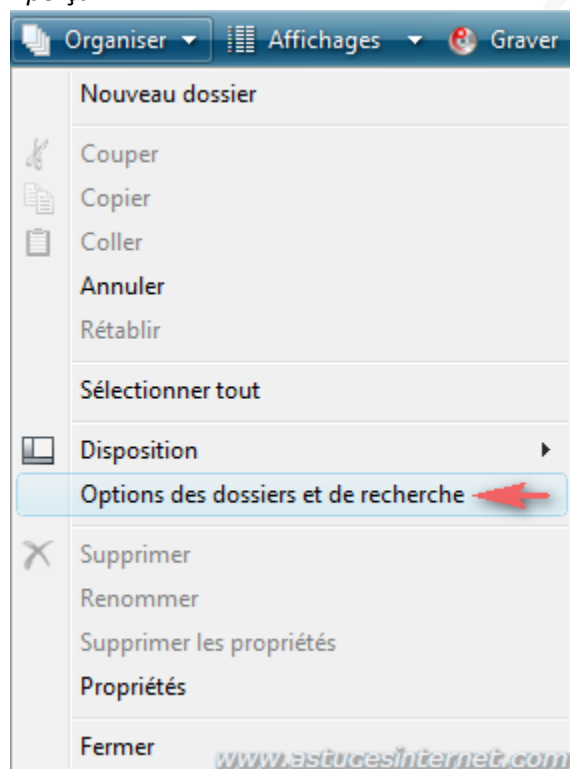 Organiser Affichages Graver
Nouveau dossier
Couper
Copier
Coller
Annuler
Rétablir
Sélectionner tout
Disposition
Options des dossiers et de recherche
Supprimer
Renommer
Supprimer les propriétés
Propriétés
Fermer
www.astucesinternet.com